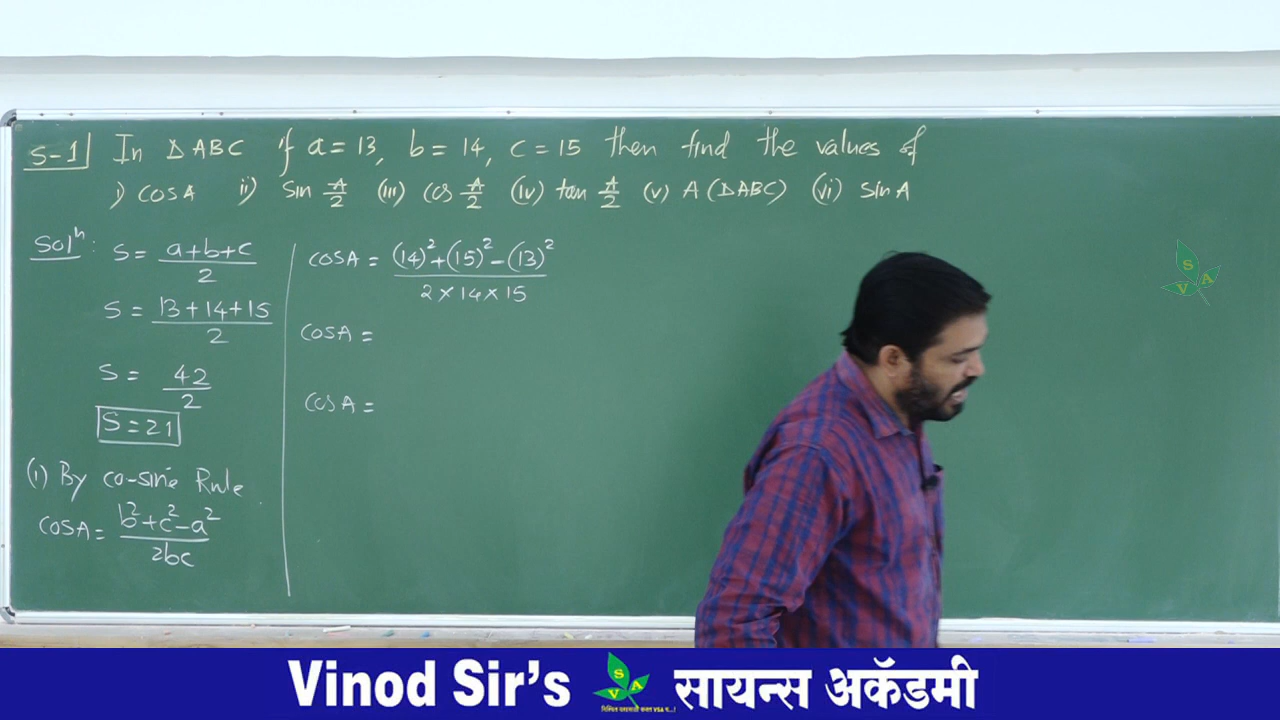 S-1 In △ABC if a = 13, b = 14, c = 15 then find the values of
i) cosA ii) sin A/2 (iii) cos A/2 (iv) tan A/2 (v) A(△ABC) (vi) sin A
Solⁿ : S = a+b+c/2
S = 13+14+15/2
S = 42/2
S = 21
(i) By co-sine Rule
cosA = b²+c²-a²/2bc
cosA = (14)²+(15)²-(13)²/2×14×15
cosA =
cosA =
S
V A
Vinod Sir's SVA सायन्स अकॅडमी